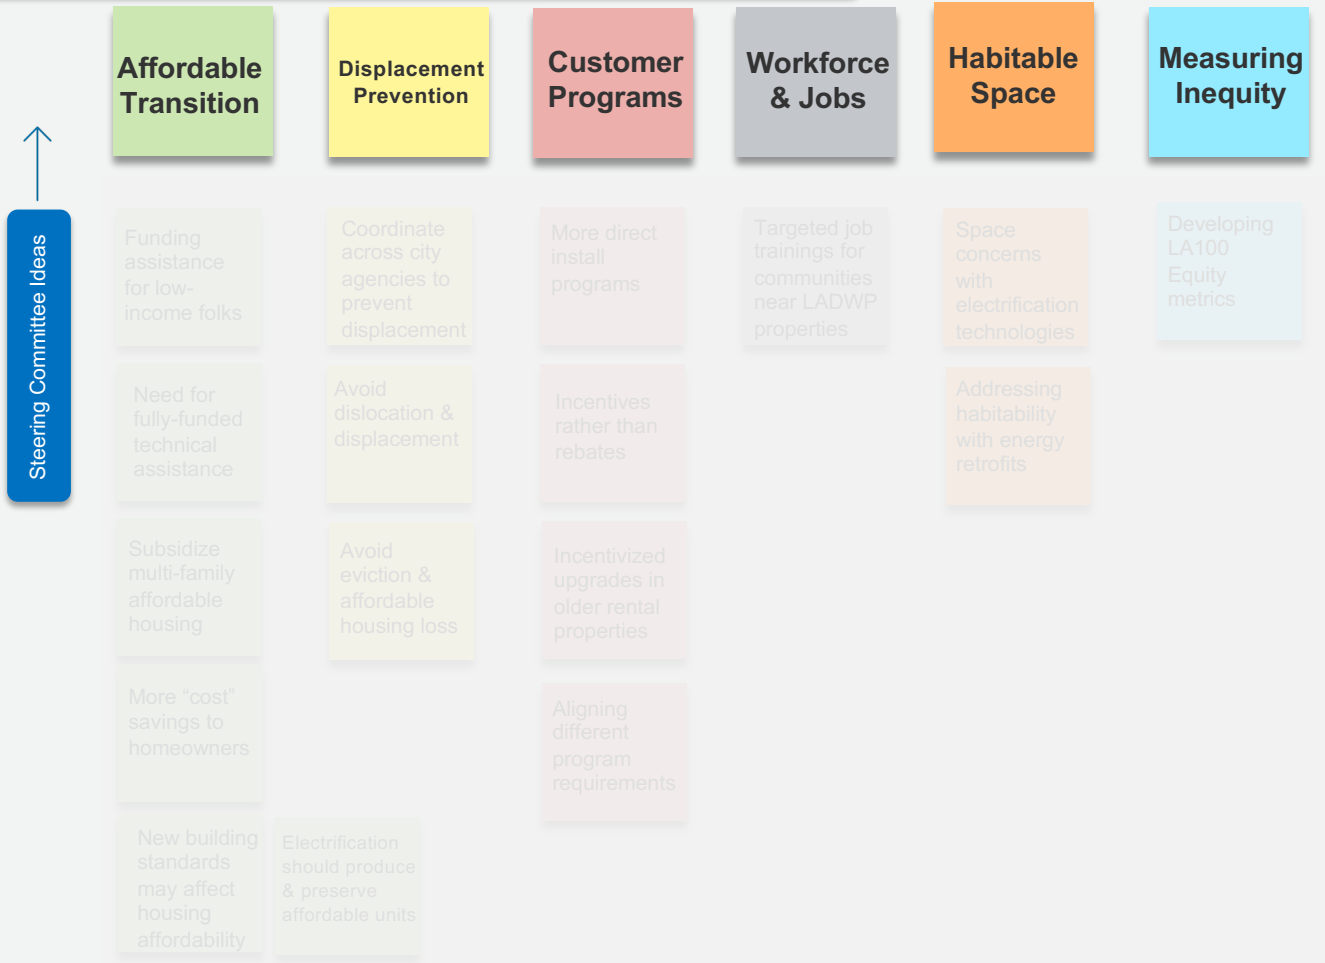 Affordable
Transition
Displacement
Prevention
Customer
Programs
Workforce
& Jobs
Habitable
Space
Measuring
Inequity
Steering Committee Ideas
Funding
assistance
for low-
income folks
Need for
fully-funded
technical
assistance
Subsidize
multi-family
affordable
housing
More “cost”
savings to
homeowners
New building
standards
may affect
housing
affordability
Electrification
should produce
& preserve
affordable units
Coordinate
across city
agencies to
prevent
displacement
Avoid
dislocation &
displacement
Avoid
eviction &
affordable
housing loss
More direct
install
programs
Incentives
rather than
rebates
Incentivized
upgrades in
older rental
properties
Aligning
different
program
requirements
Targeted job
trainings for
communities
near LADWP
properties
Space
concerns
with
electrification
technologies
Addressing
habitability
with energy
retrofits
Developing
LA100
Equity
metrics